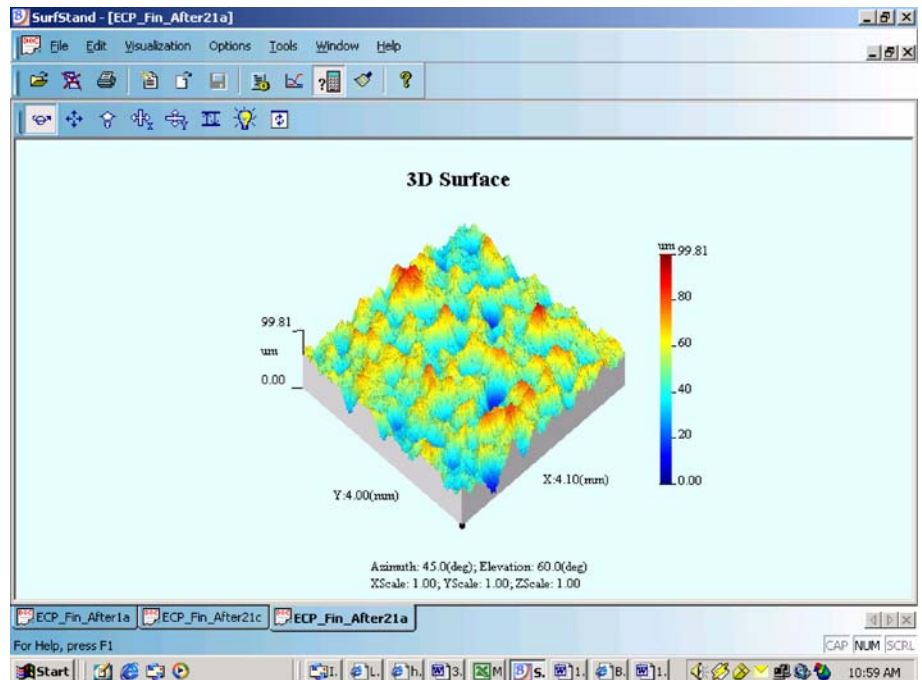 SurfStand - [ECP_Fin_After21a]
File Edit Visualization Options Tools Window Help
3D Surface
um 99.81
80
60
40
20
0.00
99.81
um
0.00
Y:4.00(mm)
X:4.10(mm)
Azimuth: 45.0(deg); Elevation: 60.0(deg)
XScale: 1.00; YScale: 1.00; ZScale: 1.00
ECP_Fin_After1a ECP_Fin_After21c ECP_Fin_After21a
For Help, press F1 CAP NUM SCRL
Start I. L. h. 3. M S. 1. B. 1. 10:59 AM